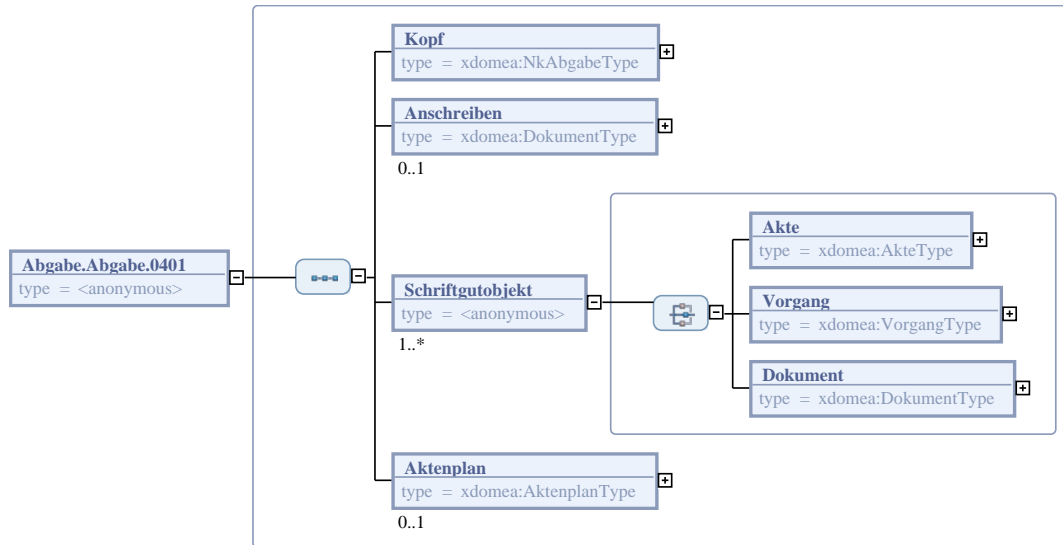 Kopf
type = xdomea:NkAbgabeType
Anschreiben
type = xdomea:DokumentType
0..1
Abgabe.Abgabe.0401
type = <anonymous>
Schriftgutobjekt
type = <anonymous>
1..*
Akte
type = xdomea:AkteType
Vorgang
type = xdomea:VorgangType
Dokument
type = xdomea:DokumentType
Aktenplan
type = xdomea:AktenplanType
0..1